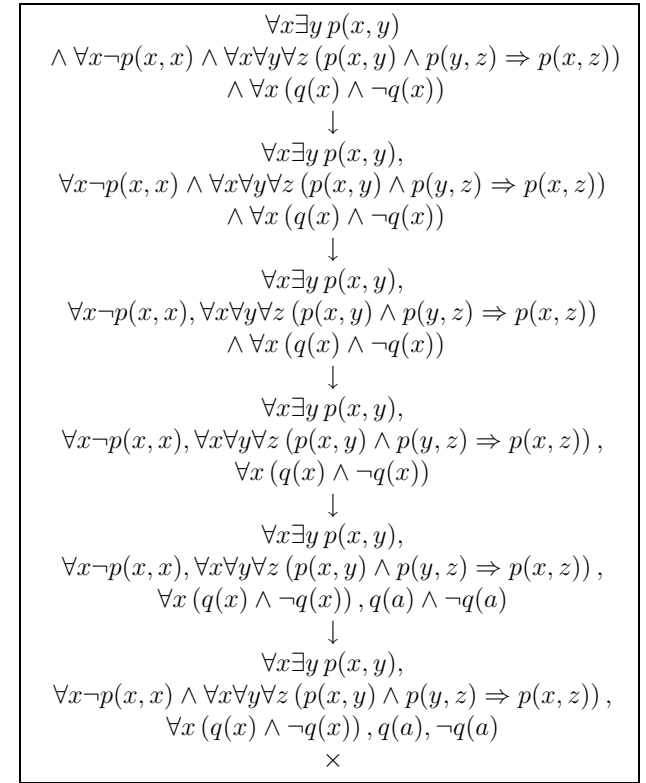 ∀x∃y p(x, y)
∧ ∀x¬p(x, x) ∧ ∀x∀y∀z (p(x, y) ∧ p(y, z) ⇒ p(x, z))
∧ ∀x (q(x) ∧ ¬q(x))
↓
∀x∃y p(x, y),
∀x¬p(x, x) ∧ ∀x∀y∀z (p(x, y) ∧ p(y, z) ⇒ p(x, z))
∧ ∀x (q(x) ∧ ¬q(x))
↓
∀x∃y p(x, y),
∀x¬p(x, x), ∀x∀y∀z (p(x, y) ∧ p(y, z) ⇒ p(x, z))
∧ ∀x (q(x) ∧ ¬q(x))
↓
∀x∃y p(x, y),
∀x¬p(x, x), ∀x∀y∀z (p(x, y) ∧ p(y, z) ⇒ p(x, z)) ,
∀x (q(x) ∧ ¬q(x))
↓
∀x∃y p(x, y),
∀x¬p(x, x), ∀x∀y∀z (p(x, y) ∧ p(y, z) ⇒ p(x, z)) ,
∀x (q(x) ∧ ¬q(x)) , q(a) ∧ ¬q(a)
↓
∀x∃y p(x, y),
∀x¬p(x, x) ∧ ∀x∀y∀z (p(x, y) ∧ p(y, z) ⇒ p(x, z)) ,
∀x (q(x) ∧ ¬q(x)) , q(a), ¬q(a)
×